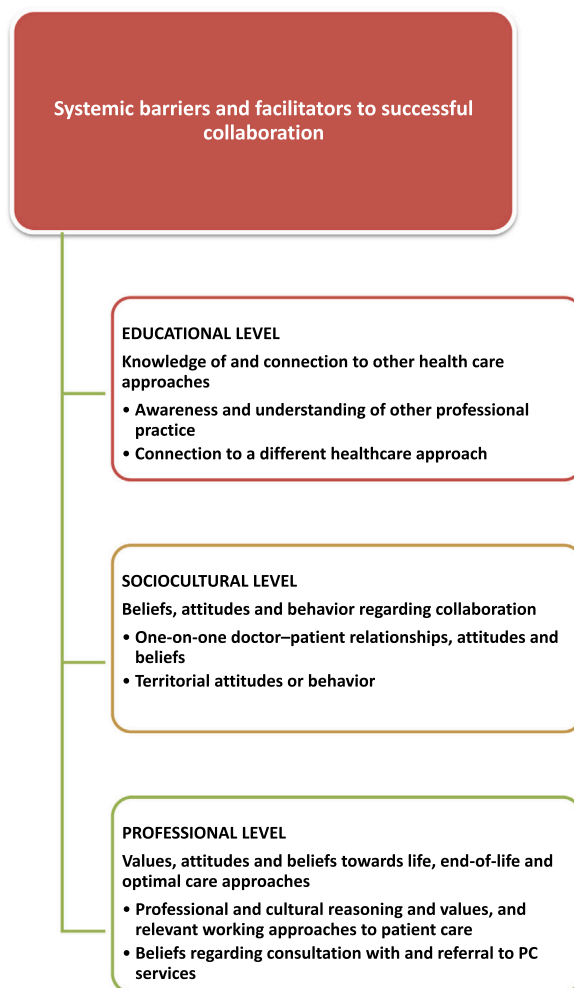 Systemic barriers and facilitators to successful
collaboration
EDUCATIONAL LEVEL
Knowledge of and connection to other health care
approaches
• Awareness and understanding of other professional
practice
• Connection to a different healthcare approach
SOCIOCULTURAL LEVEL
Beliefs, attitudes and behavior regarding collaboration
• One-on-one doctor–patient relationships, attitudes and
beliefs
• Territorial attitudes or behavior
PROFESSIONAL LEVEL
Values, attitudes and beliefs towards life, end-of-life and
optimal care approaches
• Professional and cultural reasoning and values, and
relevant working approaches to patient care
• Beliefs regarding consultation with and referral to PC
services